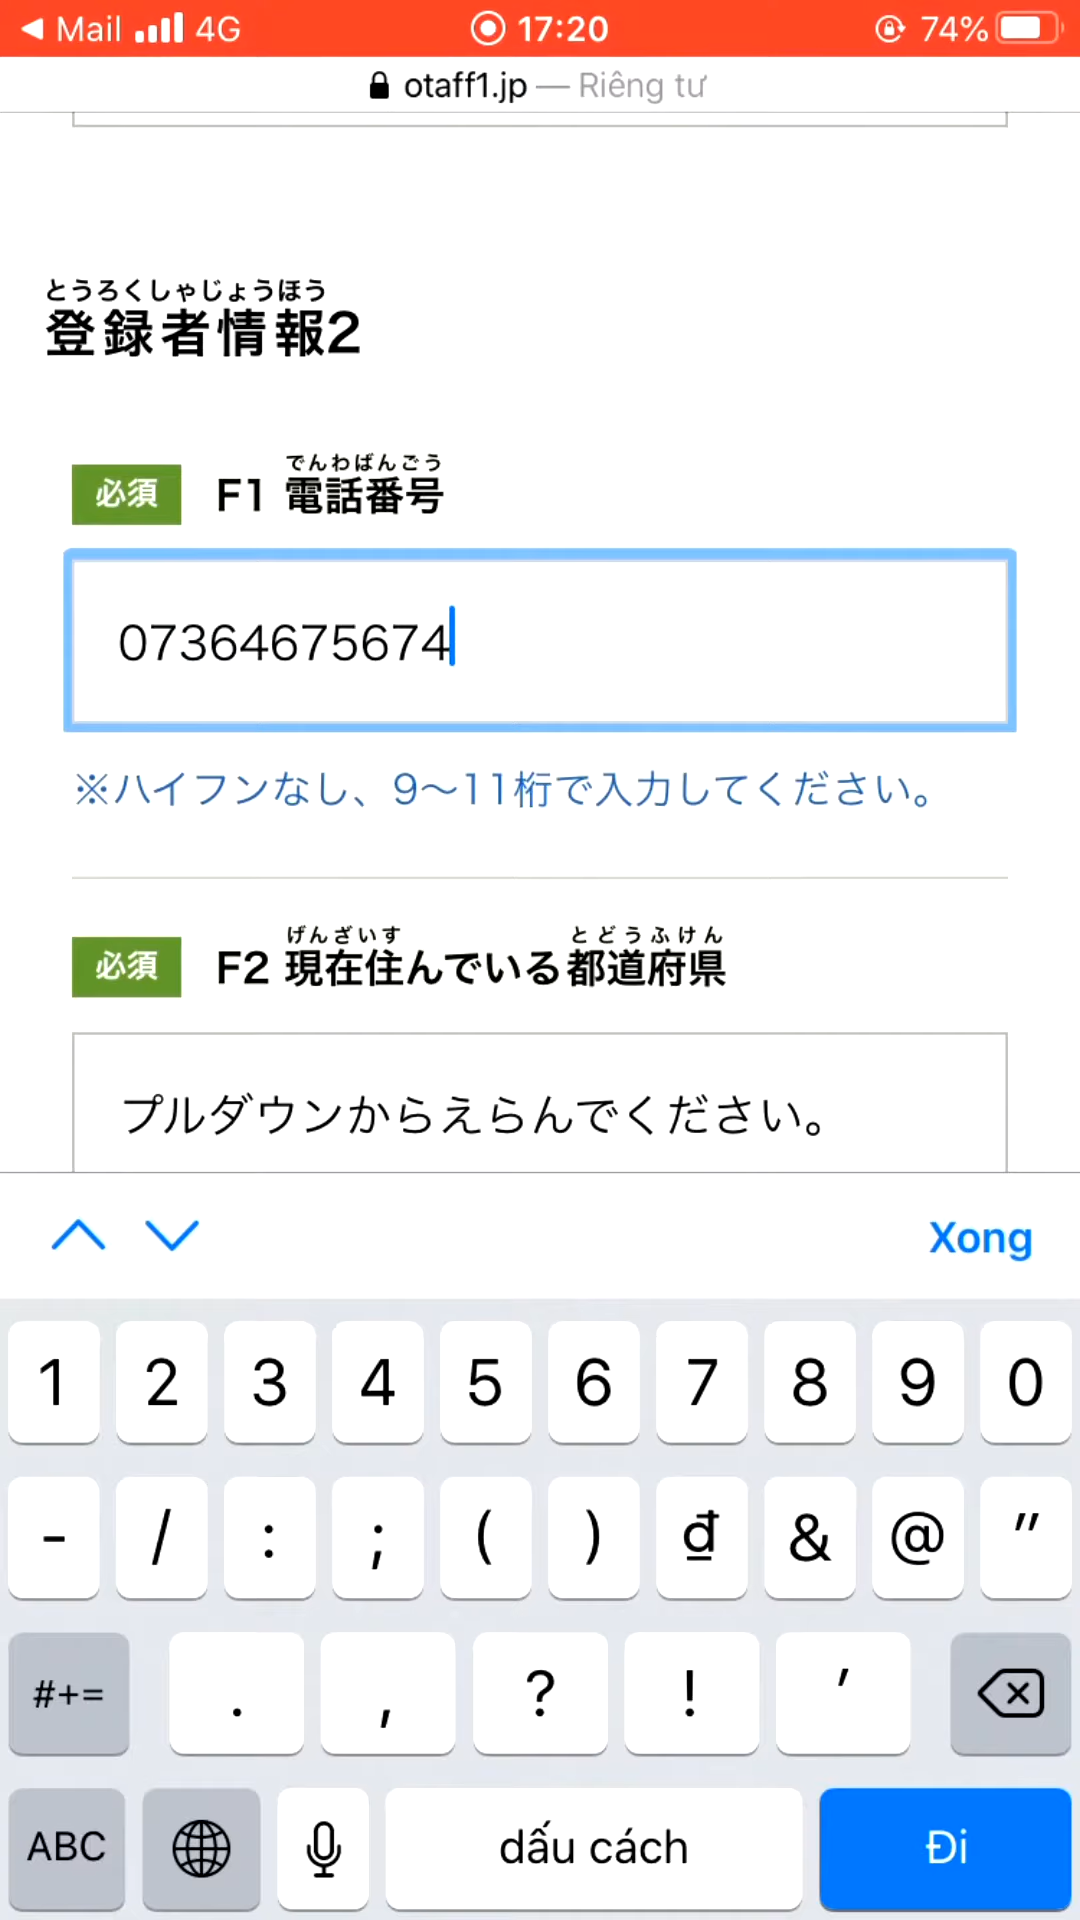 Mail 4G 17:20 74%
otaff1.jp — Riêng tư
とうろくしゃじょうほう
登録者情報2
でんわばんごう
必須 F1 電話番号
07364675674
※ハイフンなし、9〜11桁で入力してください。
げんざいす とどうふけん
必須 F2 現在住んでいる都道府県
プルダウンからえらんでください。
Xong
1 2 3 4 5 6 7 8 9 0
- / : ; ( ) ₫ & @ "
#+= . , ? ! '
ABC dấu cách Đi